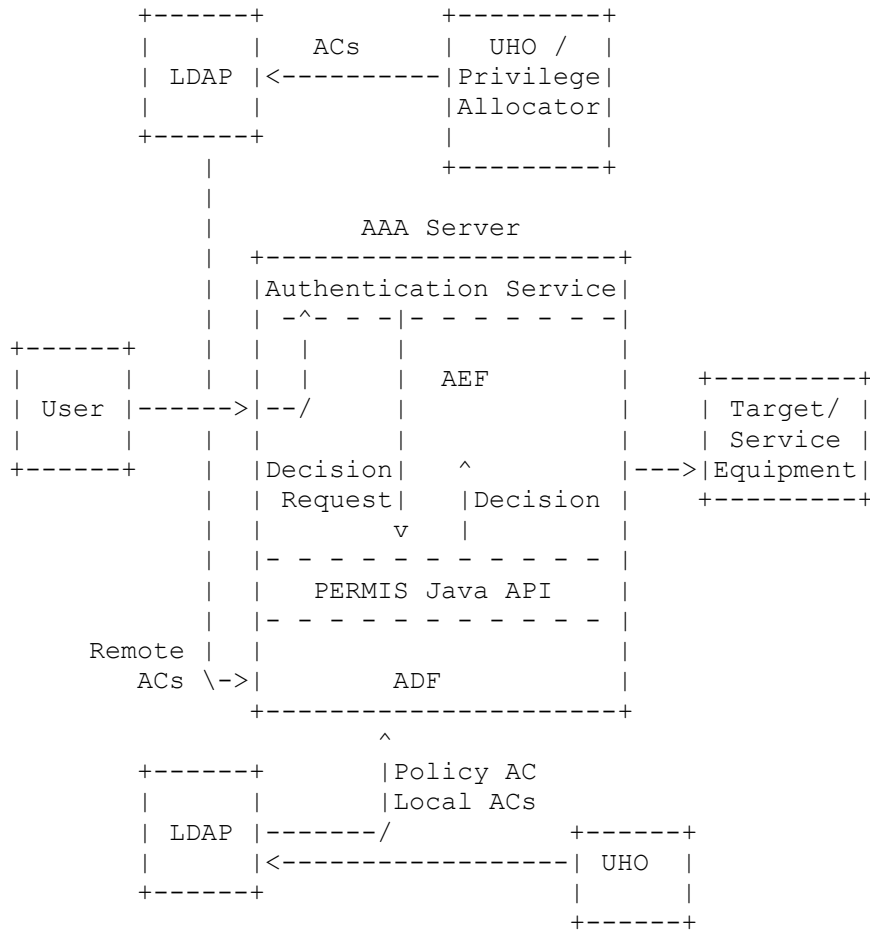 ACs UHO /
LDAP Privilege
Allocator
AAA Server
Authentication Service
AEF
User Target/
Service
Decision Equipment
Request Decision
PERMIS Java API
Remote
ACs ADF
Policy AC
Local ACs
LDAP
UHO